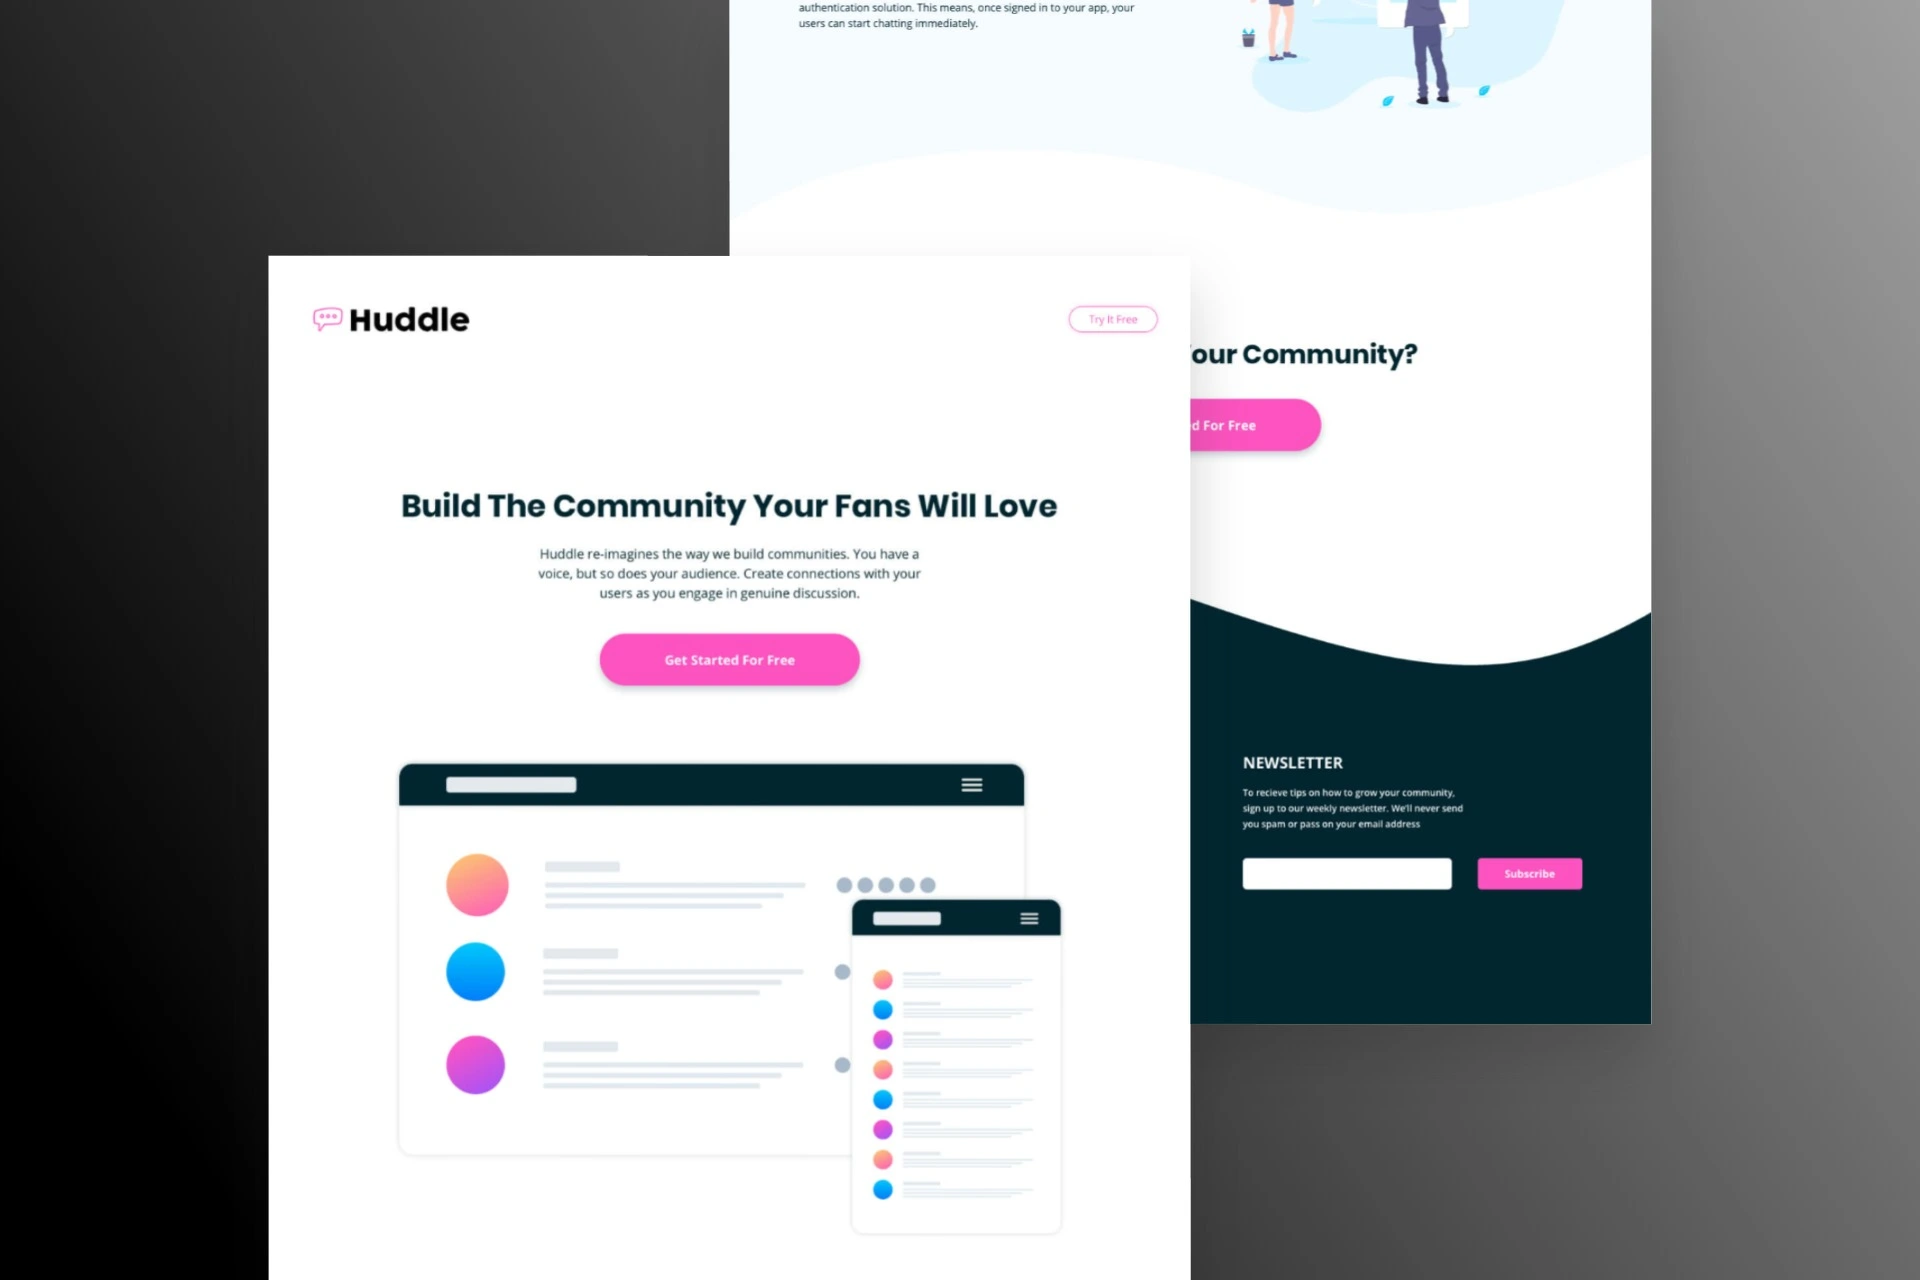 authentication solution. This means, once signed in to your app, your
users can start chatting immediately.
Huddle
Try It Free
Build The Community Your Fans Will Love
Huddle re-imagines the way we build communities. You have a
voice, but so does your audience. Create connections with your
users as you engage in genuine discussion.
Get Started For Free
our Community?
d For Free
NEWSLETTER
To recieve tips on how to grow your community,
sign up to our weekly newsletter. We'll never send
you spam or pass on your email address
Subscribe